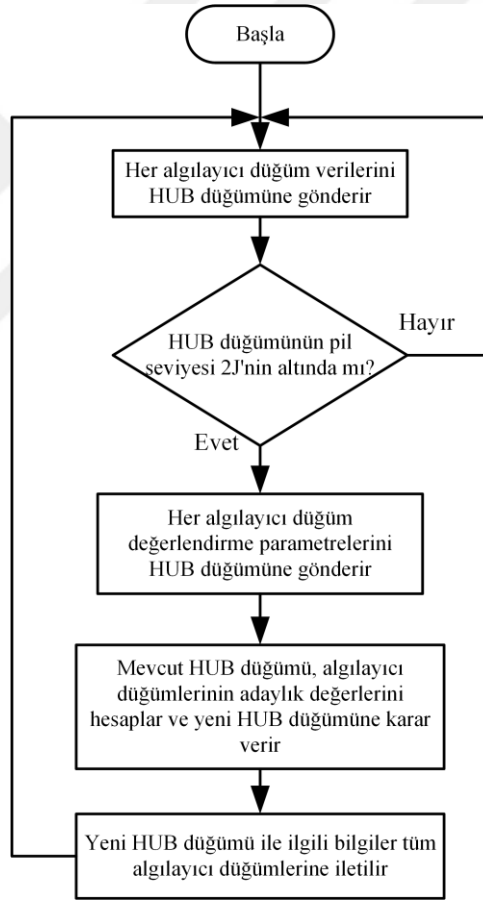 Başla
Her algılayıcı düğüm verilerini
HUB düğümüne gönderir
HUB düğümünün pil
seviyesi 2J'nin altında mı?
Hayır
Evet
Her algılayıcı düğüm
değerlendirme parametrelerini
HUB düğümüne gönderir
Mevcut HUB düğümü, algılayıcı
düğümlerinin adaylık değerlerini
hesaplar ve yeni HUB düğümüne karar
verir
Yeni HUB düğümü ile ilgili bilgiler tüm
algılayıcı düğümlerine iletilir